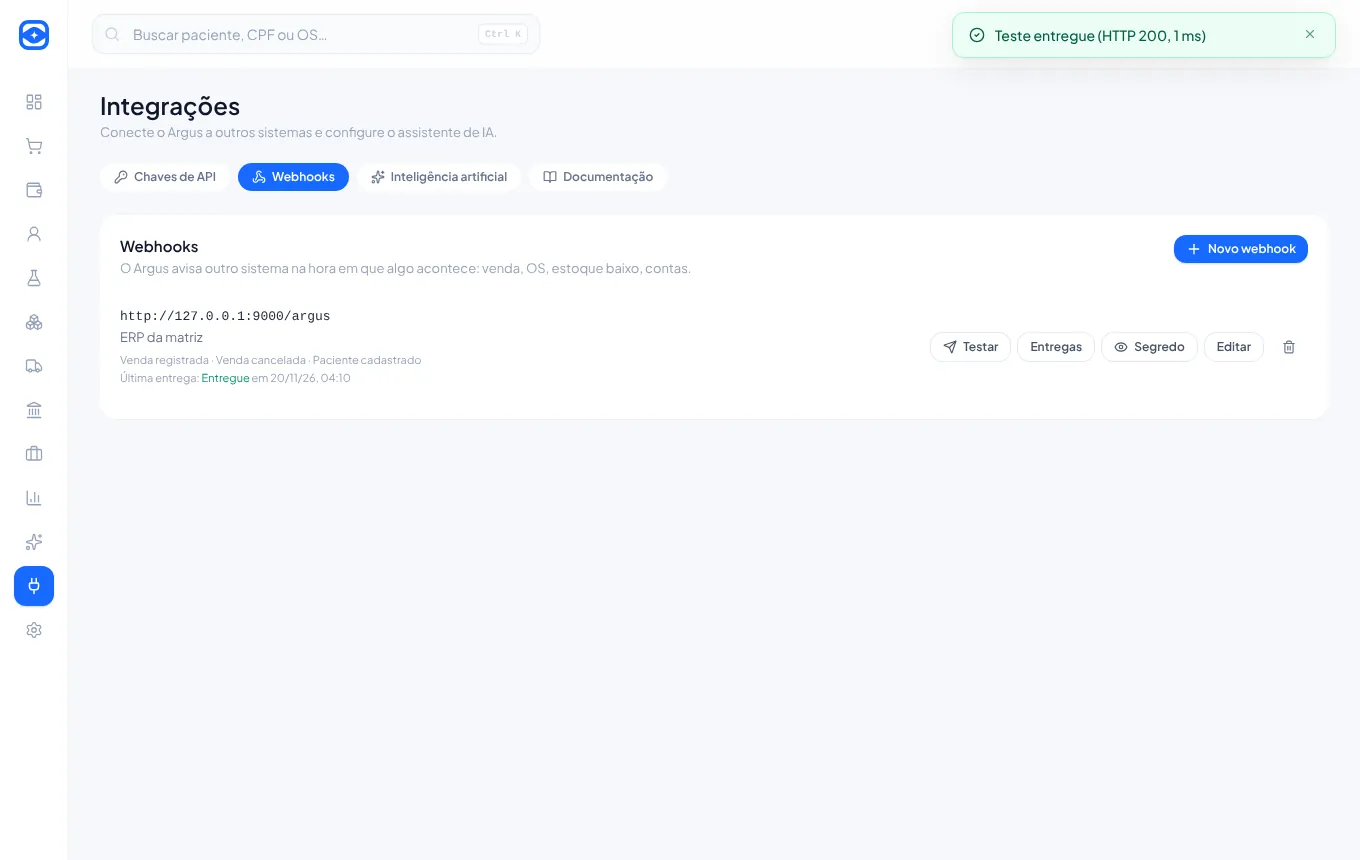 Buscar paciente, CPF ou OS...
Ctrl K
Teste entregue (HTTP 200, 1 ms)
Integrações
Conecte o Argus a outros sistemas e configure o assistente de IA.
Chaves de API
Webhooks
Inteligência artificial
Documentação
Webhooks
O Argus avisa outro sistema na hora em que algo acontece: venda, OS, estoque baixo, contas.
Novo webhook
http://127.0.0.1:9000/argus
ERP da matriz
Venda registrada · Venda cancelada · Paciente cadastrado
Última entrega: Entregue em 20/11/26, 04:10
Testar
Entregas
Segredo
Editar